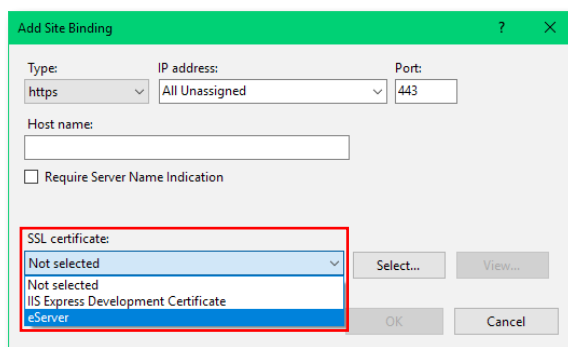 Add Site Binding ? ×
Type: IP address: Port:
https All Unassigned 443
Host name:
Require Server Name Indication
SSL certificate:
Not selected Select... View...
Not selected
IIS Express Development Certificate
eServer
OK Cancel